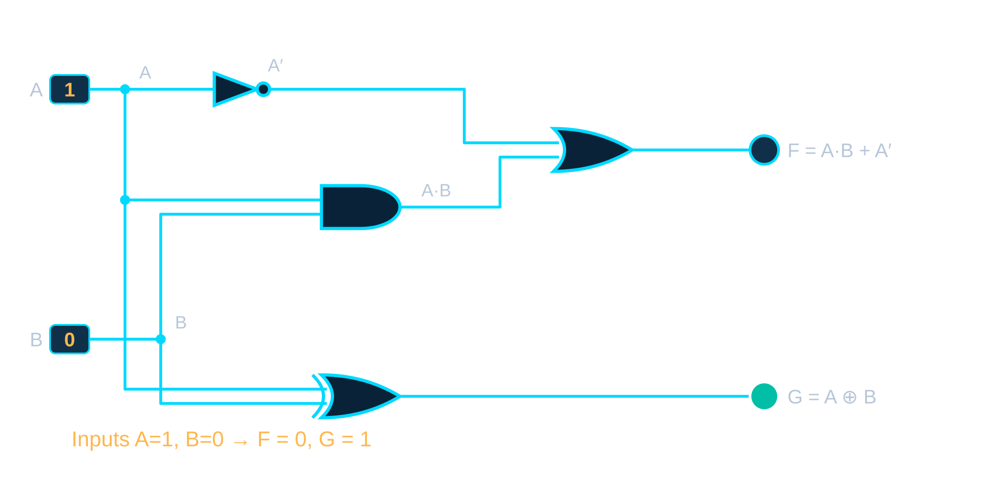 A′
A
A 1
F = A·B + A′
A·B
B
B 0
G = A ⊕ B
Inputs A=1, B=0 → F = 0, G = 1